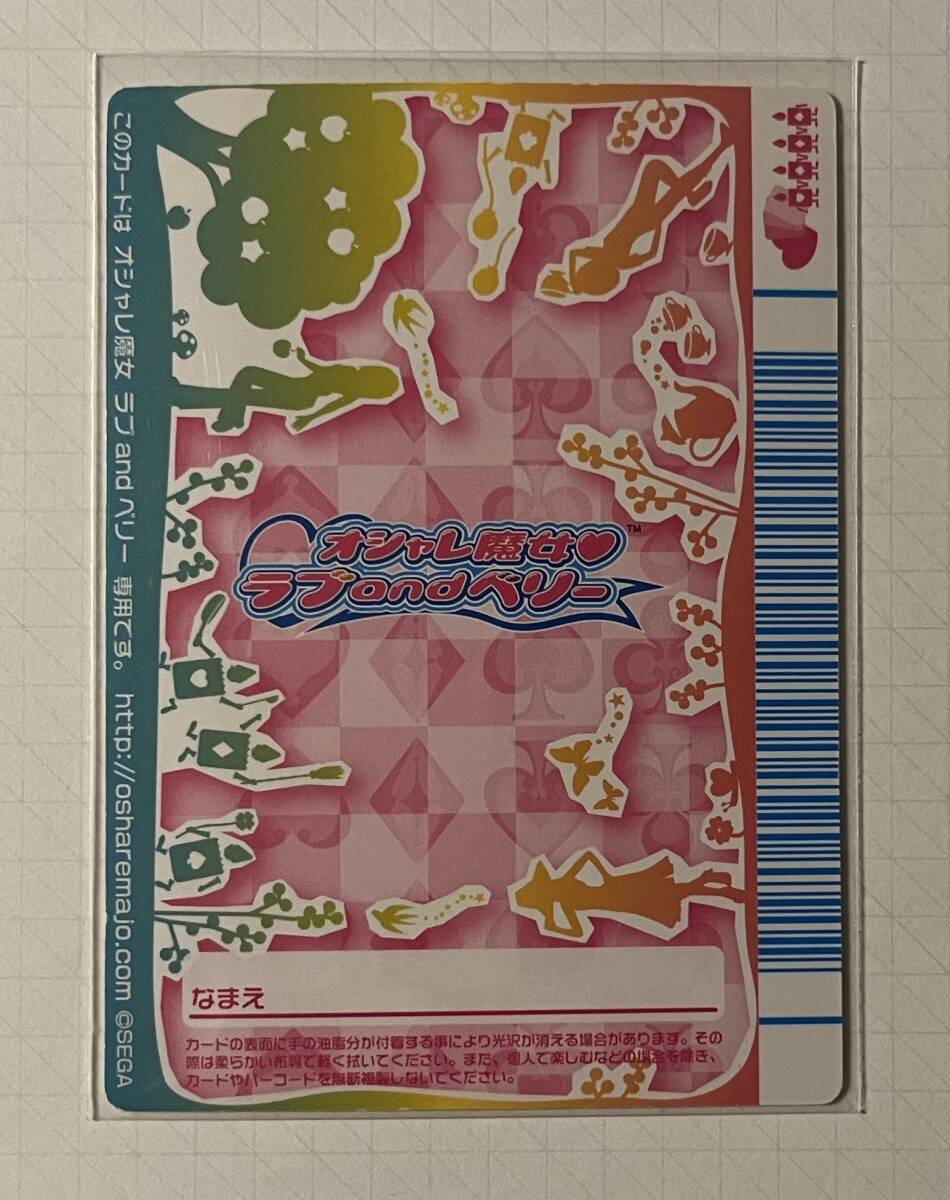 このカードは オシャレ魔女 ラブ and ベリー 専用です。 http://osharemajo.com ©SEGA
オシャレ魔女♥ TM
ラブandベリー
なまえ
カードの表面に手の油脂分が付着する事により光沢が消える場合があります。その
際は柔らかい布等で軽く拭いてください。また、個人で楽しむなどの場合を除き、
カードやバーコードを無断複製しないでください。